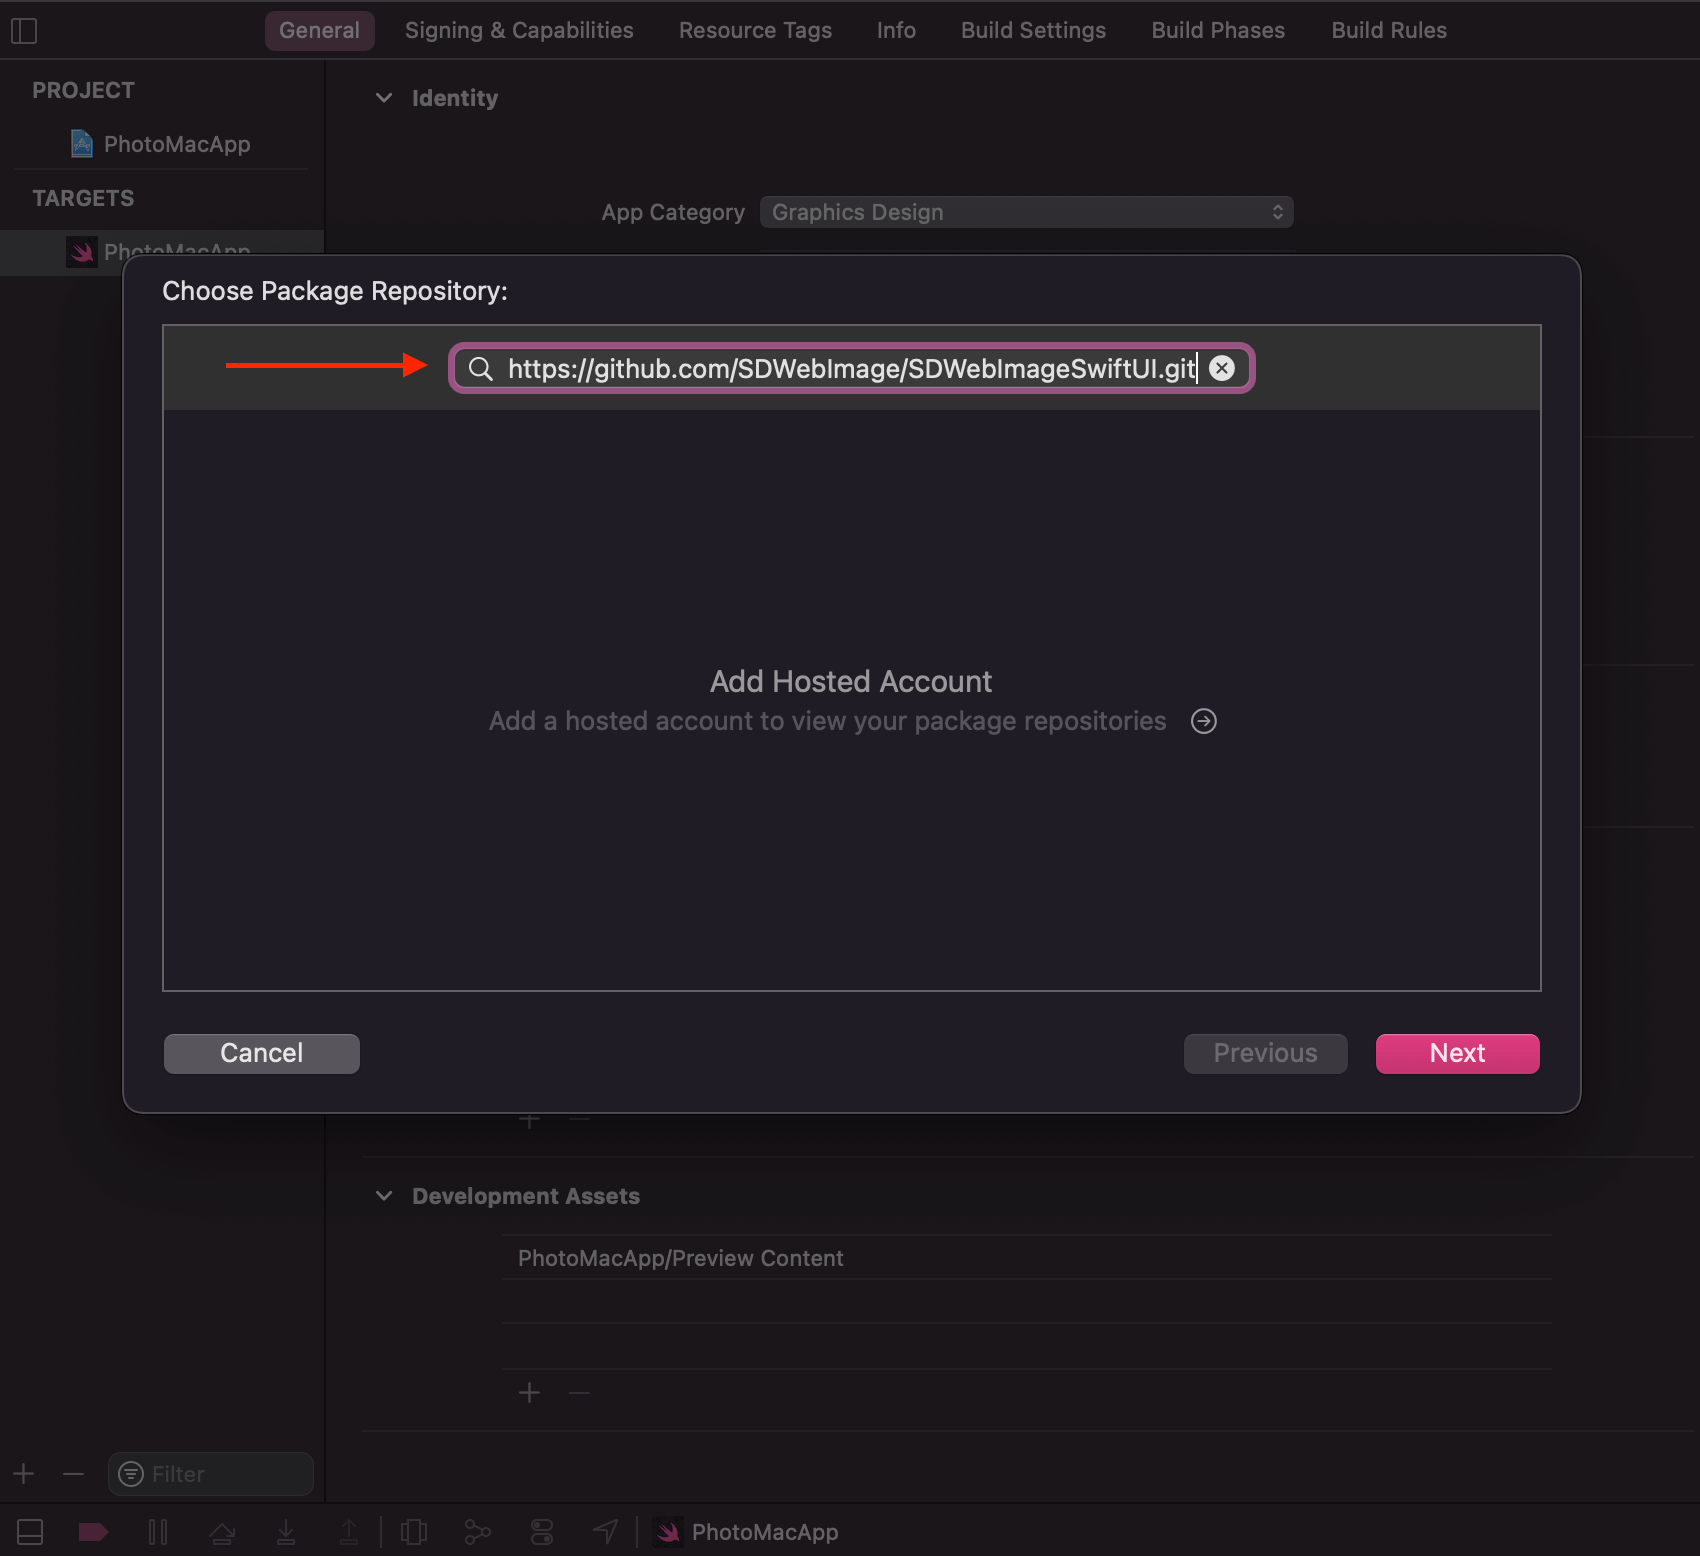 General Signing & Capabilities Resource Tags Info Build Settings Build Phases Build Rules
PROJECT
PhotoMacApp
TARGETS
PhotoMacApp
Identity
App Category Graphics Design
Choose Package Repository:
https://github.com/SDWebImage/SDWebImageSwiftUI.git
Add Hosted Account
Add a hosted account to view your package repositories
Cancel Previous Next
Development Assets
PhotoMacApp/Preview Content
Filter
PhotoMacApp